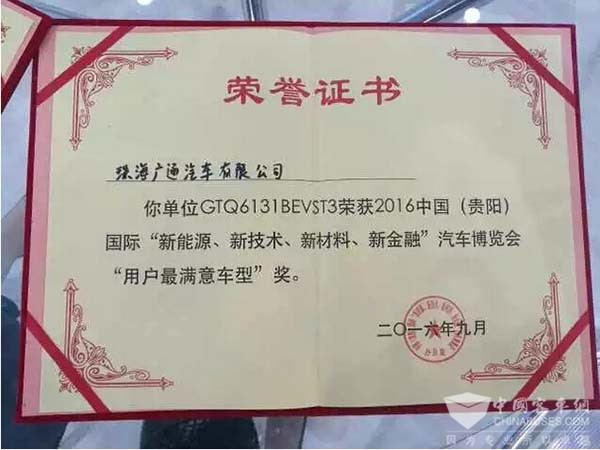 荣誉证书
珠海广通汽车有限公司
你单位GTQ6131BEVST3荣获2016中国（贵阳）
国际“新能源、新技术、新材料、新金融”汽车博览会
“用户最满意车型”奖。
二〇一六年九月
中国客车网
CHINABUSES.COM